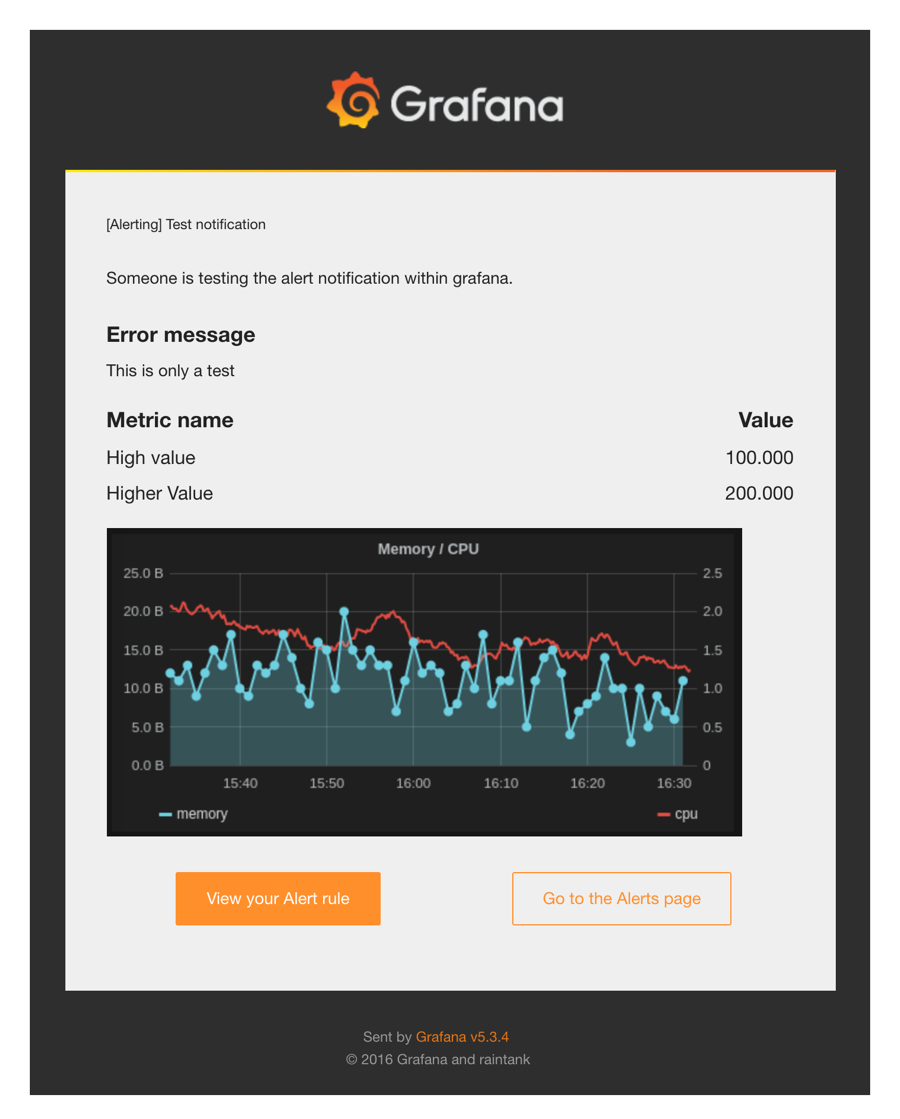 Grafana
[Alerting] Test notification
Someone is testing the alert notification within grafana.
Error message
This is only a test
Metric name Value
High value 100.000
Higher Value 200.000
Memory / CPU
25.0 B 2.5
20.0 B 2.0
15.0 B 1.5
10.0 B 1.0
5.0 B 0.5
0.0 B 0
15:40 15:50 16:00 16:10 16:20 16:30
memory cpu
View your Alert rule Go to the Alerts page
Sent by Grafana v5.3.4
© 2016 Grafana and raintank